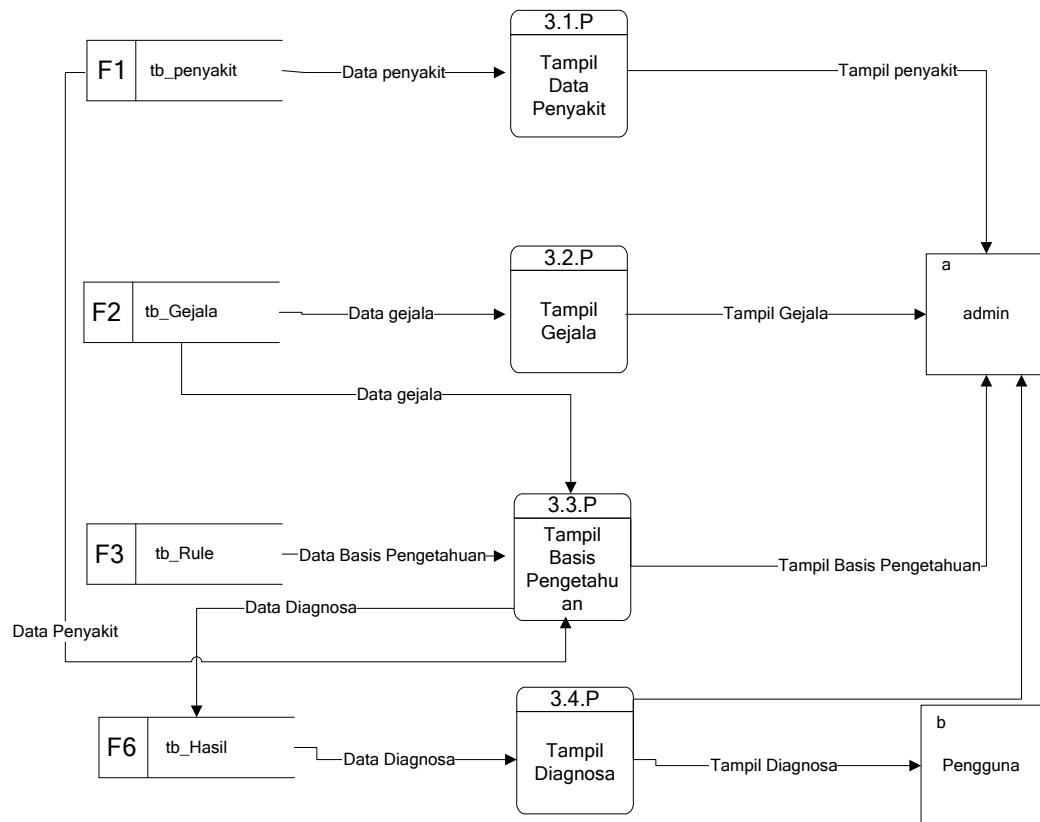 3.1.P
F1
tb_penyakit
Data penyakit
Tampil
Data
Penyakit
Tampil penyakit
3.2.P
a
F2
tb_Gejala
Data gejala
Tampil
Gejala
Tampil Gejala
admin
Data gejala
3.3.P
F3
tb_Rule
Data Basis Pengetahuan
Tampil
Basis
Pengetahu
an
Tampil Basis Pengetahuan
Data Diagnosa
Data Penyakit
3.4.P
b
F6
tb_Hasil
Data Diagnosa
Tampil
Diagnosa
Tampil Diagnosa
Pengguna